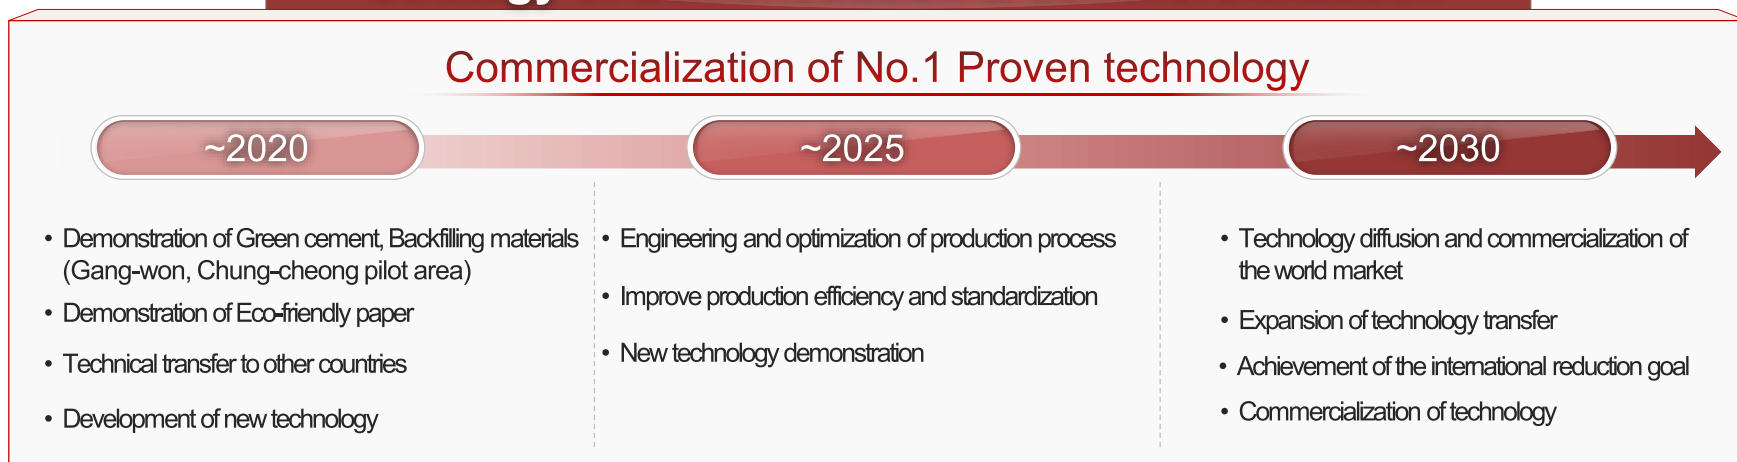 Commercialization of No.1 Proven technology
~2020
~2025
~2030
• Demonstration of Green cement, Backfilling materials
(Gang-won, Chung-cheong pilot area)
• Demonstration of Eco-friendly paper
• Technical transfer to other countries
• Development of new technology
• Engineering and optimization of production process
• Improve production efficiency and standardization
• New technology demonstration
• Technology diffusion and commercialization of
the world market
• Expansion of technology transfer
• Achievement of the international reduction goal
• Commercialization of technology